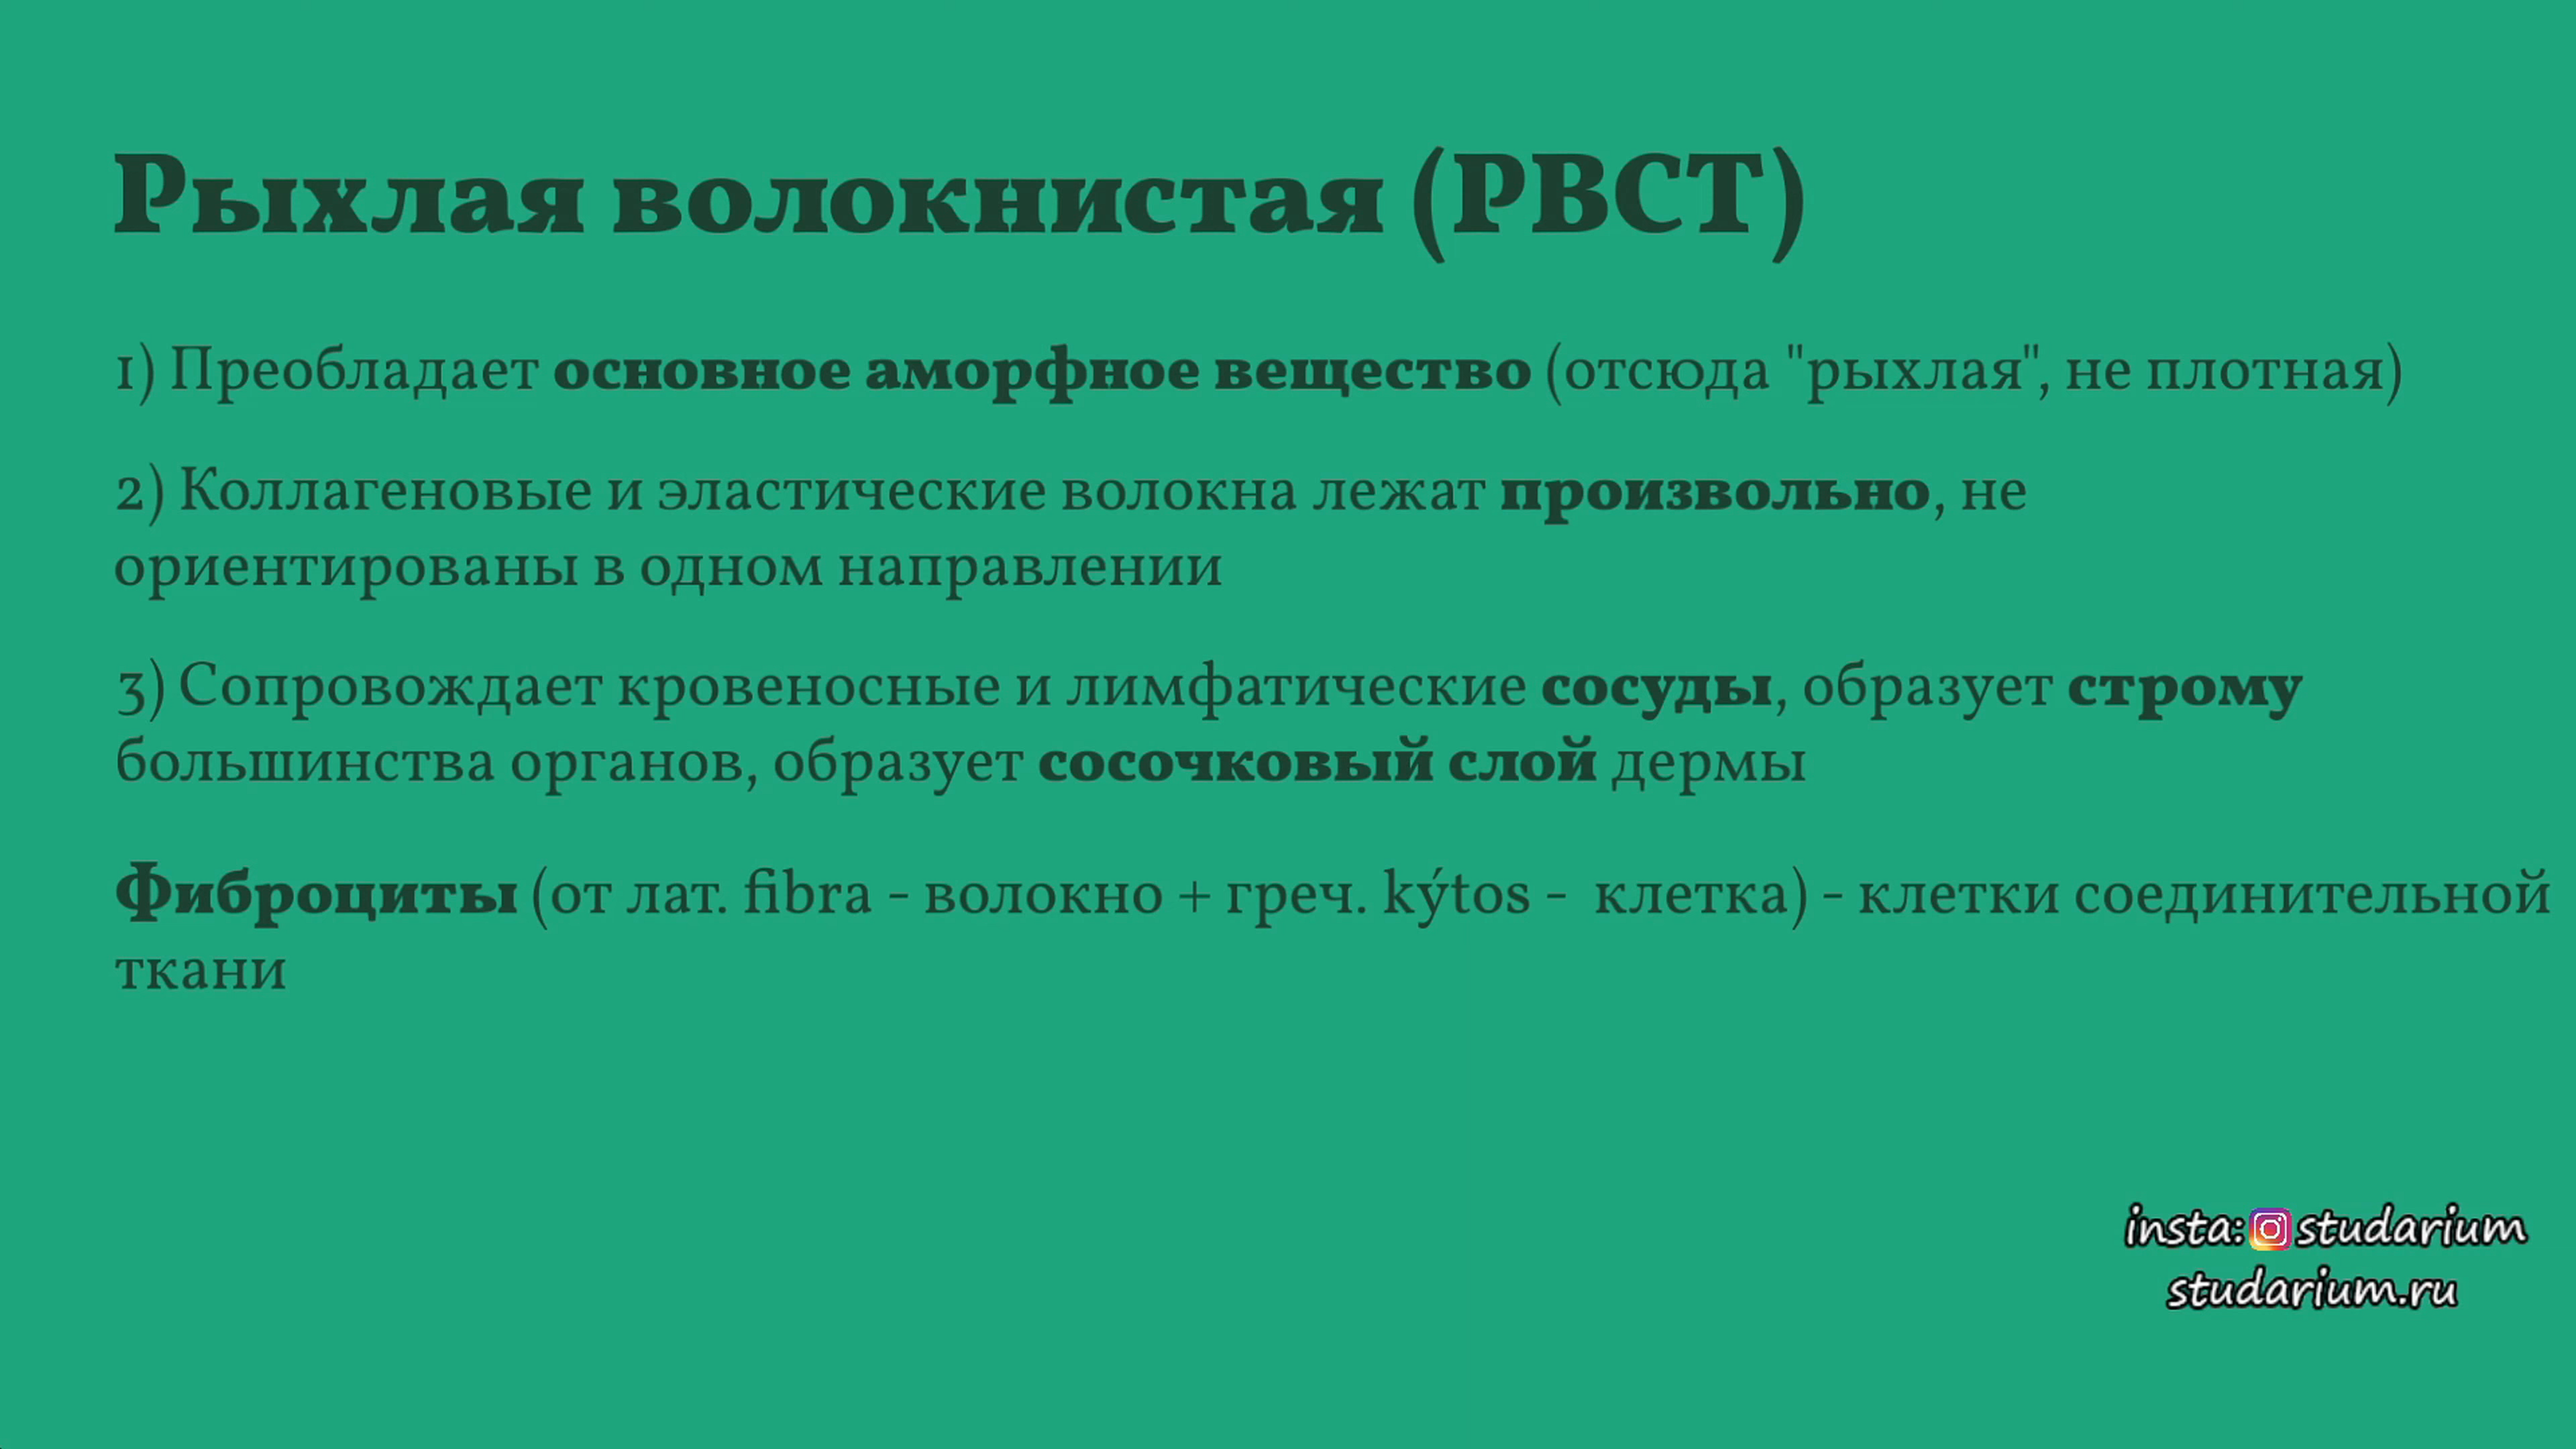 Рыхлая волокнистая (РВСТ)
1) Преобладает основное аморфное вещество (отсюда "рыхлая", не плотная)
2) Коллагеновые и эластические волокна лежат произвольно, не
ориентированы в одном направлении
3) Сопровождает кровеносные и лимфатические сосуды, образует строму
большинства органов, образует сосочковый слой дермы
Фиброциты (от лат. fibra - волокно + греч. kýtos -  клетка) - клетки соединительной
ткани
insta: studarium
studarium.ru